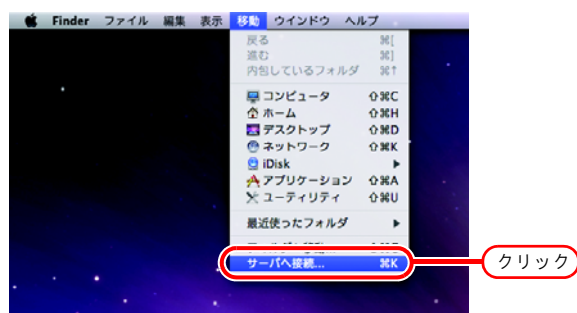 Finder ファイル 編集 表示 移動 ウインドウ ヘルプ
戻る ⌘[
進む ⌘]
内包しているフォルダ ⌘↑
コンピュータ ⇧⌘C
ホーム ⇧⌘H
デスクトップ ⇧⌘D
ネットワーク ⇧⌘K
iDisk
アプリケーション ⇧⌘A
ユーティリティ ⇧⌘U
最近使ったフォルダ
サーバへ接続... ⌘K
クリック